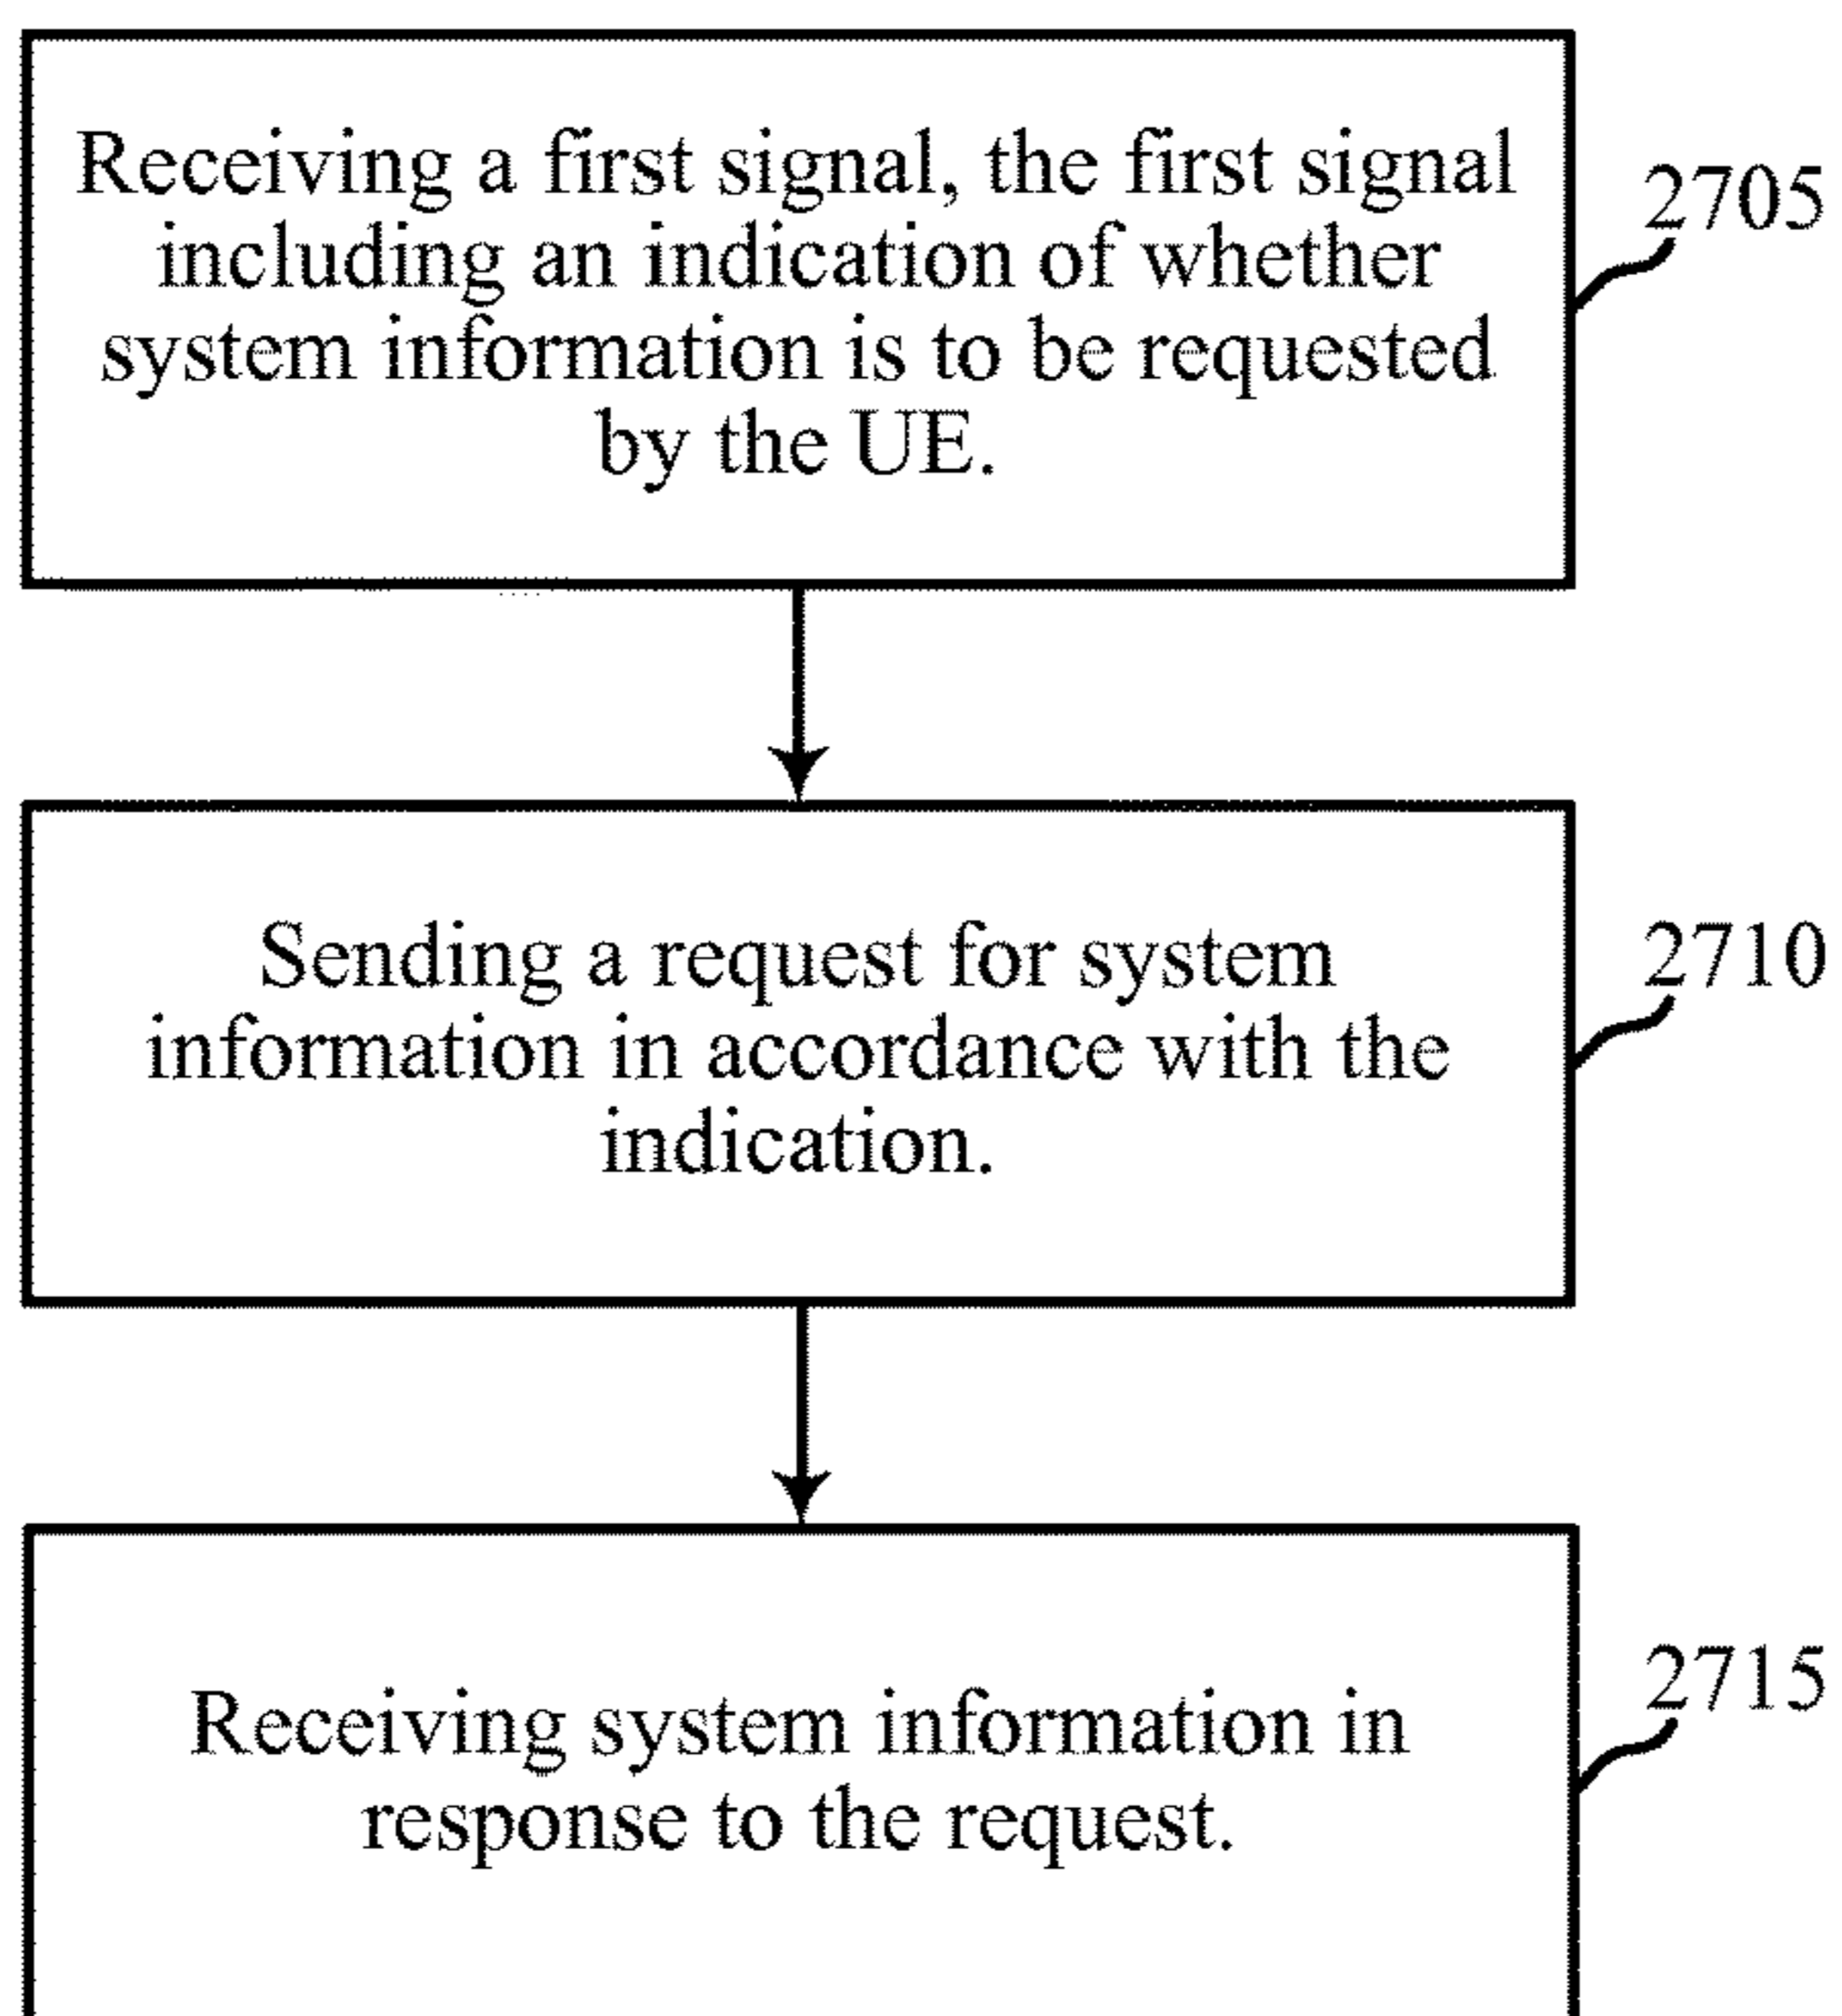 Receiving a first signal, the first signal
including an indication of whether
system information is to be requested
by the UE.
2705
Sending a request for system
information in accordance with the
indication.
2710
Receiving system information in
response to the request.
2715